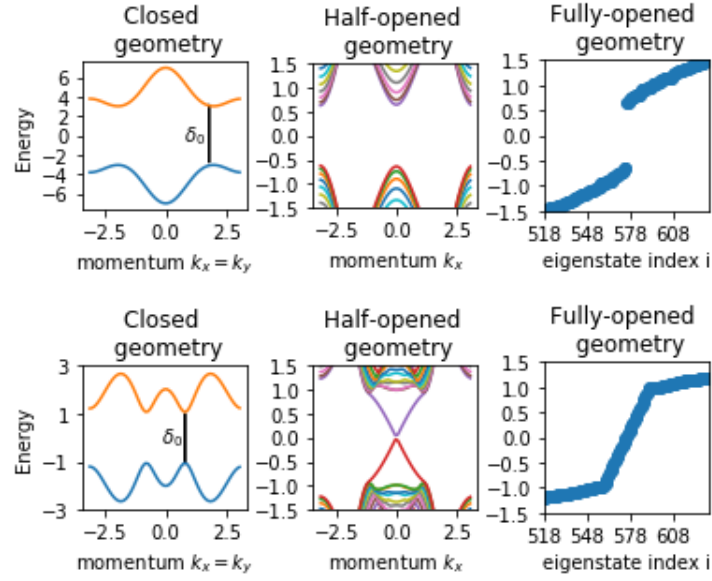 Closed
geometry
Half-opened
geometry
Fully-opened
geometry
Energy
6
4
2
0
−2
−4
−6
δ₀
−2.5
0.0
2.5
momentum kₓ = kᵧ
1.5
1.0
0.5
0.0
−0.5
−1.0
−1.5
−2.5
0.0
2.5
momentum kₓ
1.5
1.0
0.5
0.0
−0.5
−1.0
−1.5
518
548
578
608
eigenstate index i
Closed
geometry
Half-opened
geometry
Fully-opened
geometry
Energy
3
1
−1
−3
δ₀
−2.5
0.0
2.5
momentum kₓ = kᵧ
1.5
1.0
0.5
0.0
−0.5
−1.0
−1.5
−2.5
0.0
2.5
momentum kₓ
1.5
1.0
0.5
0.0
−0.5
−1.0
−1.5
518
548
578
608
eigenstate index i